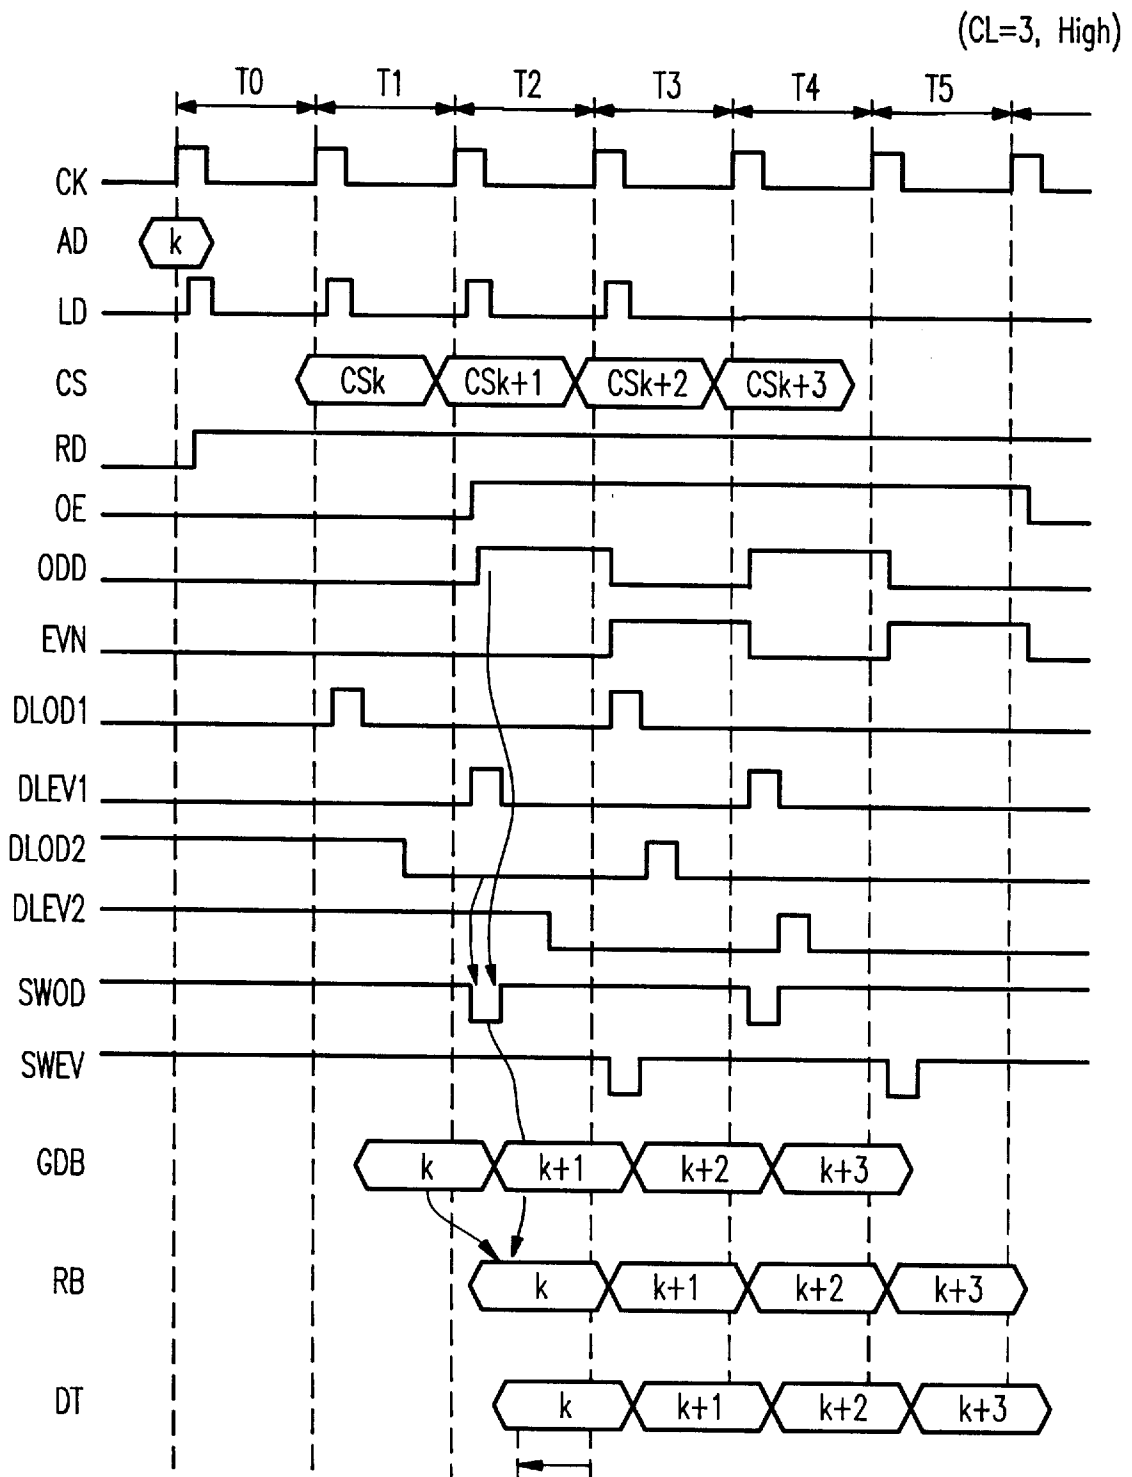 (CL=3, High)
T0 T1 T2 T3 T4 T5
CK
AD k
LD
CS CSk CSk+1 CSk+2 CSk+3
RD
OE
ODD
EVN
DLOD1
DLEV1
DLOD2
DLEV2
SWOD
SWEV
GDB k k+1 k+2 k+3
RB k k+1 k+2 k+3
DT k k+1 k+2 k+3